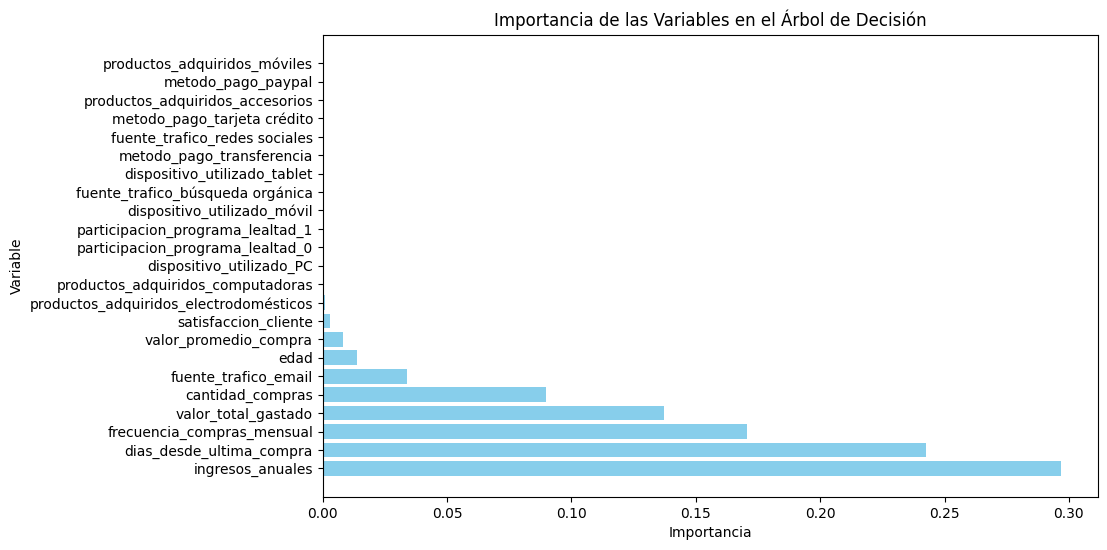 Importancia de las Variables en el Árbol de Decisión
productos_adquiridos_móviles
metodo_pago_paypal
productos_adquiridos_accesorios
metodo_pago_tarjeta crédito
fuente_trafico_redes sociales
metodo_pago_transferencia
dispositivo_utilizado_tablet
fuente_trafico_búsqueda orgánica
dispositivo_utilizado_móvil
participacion_programa_lealtad_1
participacion_programa_lealtad_0
dispositivo_utilizado_PC
productos_adquiridos_computadoras
productos_adquiridos_electrodomésticos
satisfaccion_cliente
valor_promedio_compra
edad
fuente_trafico_email
cantidad_compras
valor_total_gastado
frecuencia_compras_mensual
dias_desde_ultima_compra
ingresos_anuales
Variable
0.00 0.05 0.10 0.15 0.20 0.25 0.30
Importancia